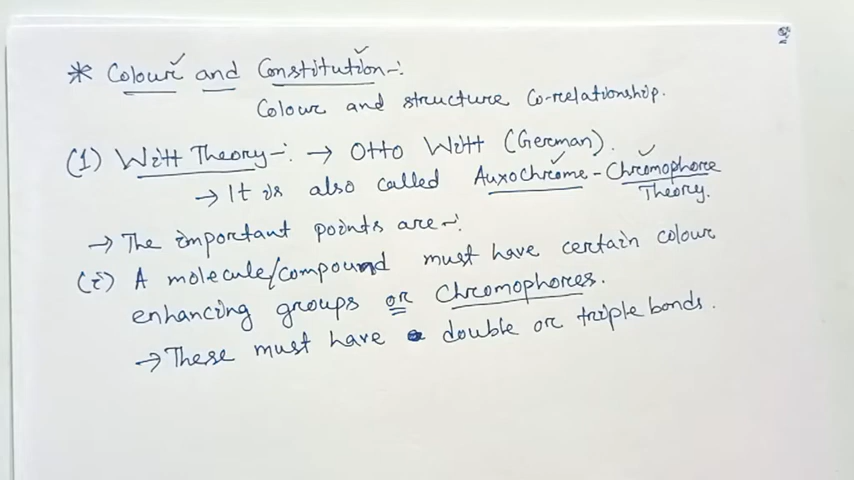 * Colour and Constitution-:
Colour and structure Co-relationship.
(1) Witt Theory-: → Otto Witt (German).
→ It is also called Auxochrome - Chromophore
Theory.
→ The important points are-:
(i) A molecule/compound must have certain colour
enhancing groups or Chromophores.
→ These must have double or triple bonds.